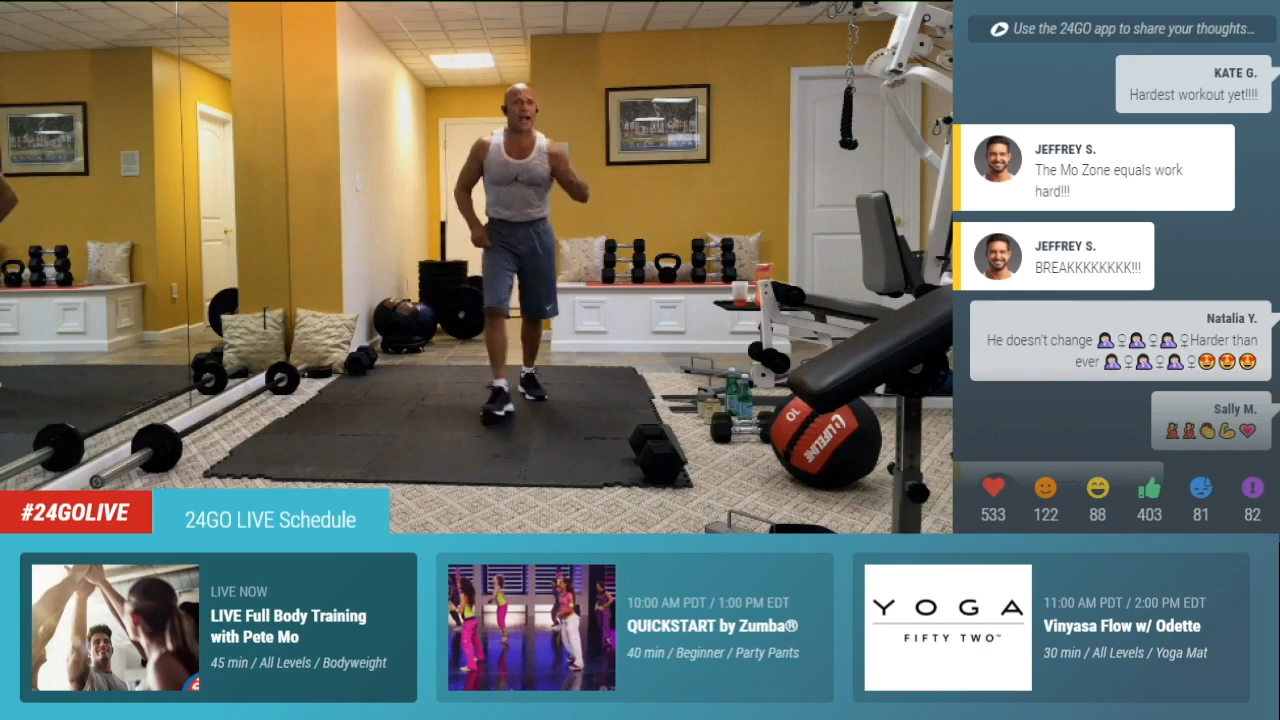 Use the 24GO app to share your thoughts...
KATE G.
Hardest workout yet!!!!
JEFFREY S.
The Mo Zone equals work
hard!!!
JEFFREY S.
BREAKKKKKKKK!!!
Natalia Y.
He doesn't change 🤦🏻‍♀🤦🏻‍♀🤦🏻‍♀Harder than
ever 🤦🏻‍♀🤦🏻‍♀🤦🏻‍♀😍😍😍
Sally M.
533
122
88
403
81
82
10
LIFELINE
#24GOLIVE
24GO LIVE Schedule
LIVE NOW
LIVE Full Body Training
with Pete Mo
45 min / All Levels / Bodyweight
10:00 AM PDT / 1:00 PM EDT
QUICKSTART by Zumba®
40 min / Beginner / Party Pants
YOGA
FIFTY TWO™
11:00 AM PDT / 2:00 PM EDT
Vinyasa Flow w/ Odette
30 min / All Levels / Yoga Mat